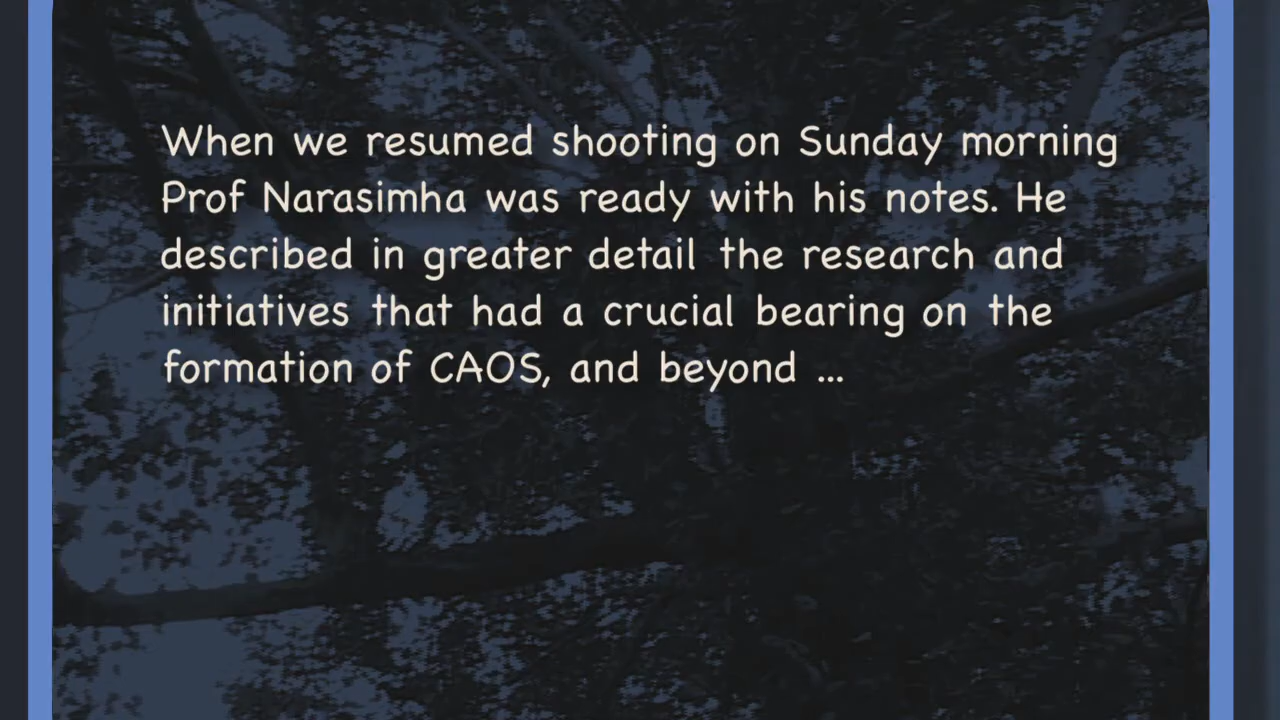 When we resumed shooting on Sunday morning
Prof Narasimha was ready with his notes. He
described in greater detail the research and
initiatives that had a crucial bearing on the
formation of CAOS, and beyond ...